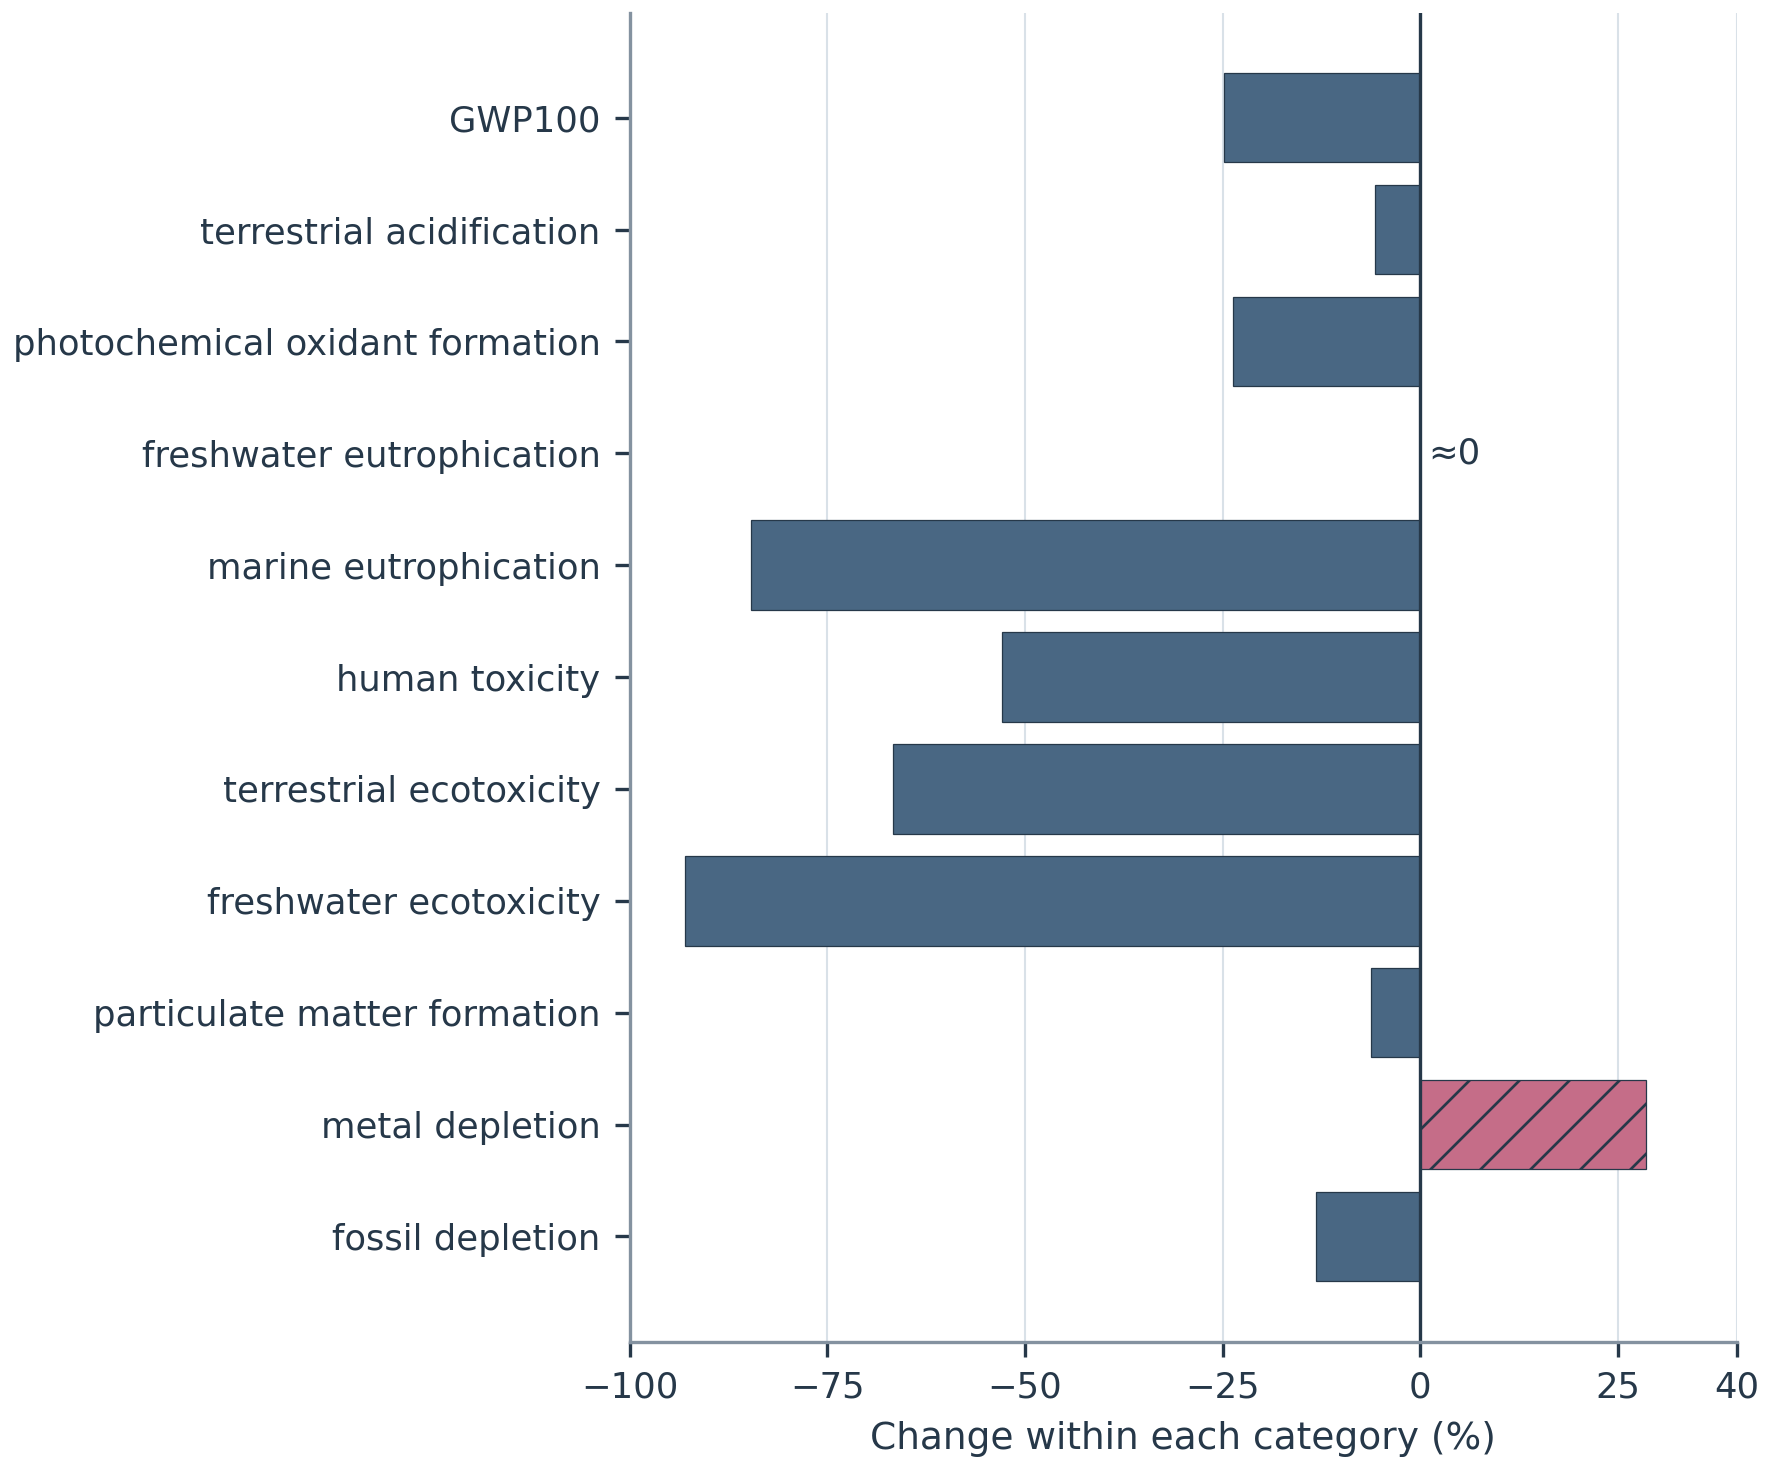 GWP100
terrestrial acidification
photochemical oxidant formation
freshwater eutrophication
≈0
marine eutrophication
human toxicity
terrestrial ecotoxicity
freshwater ecotoxicity
particulate matter formation
metal depletion
fossil depletion
−100 −75 −50 −25 0 25 40
Change within each category (%)